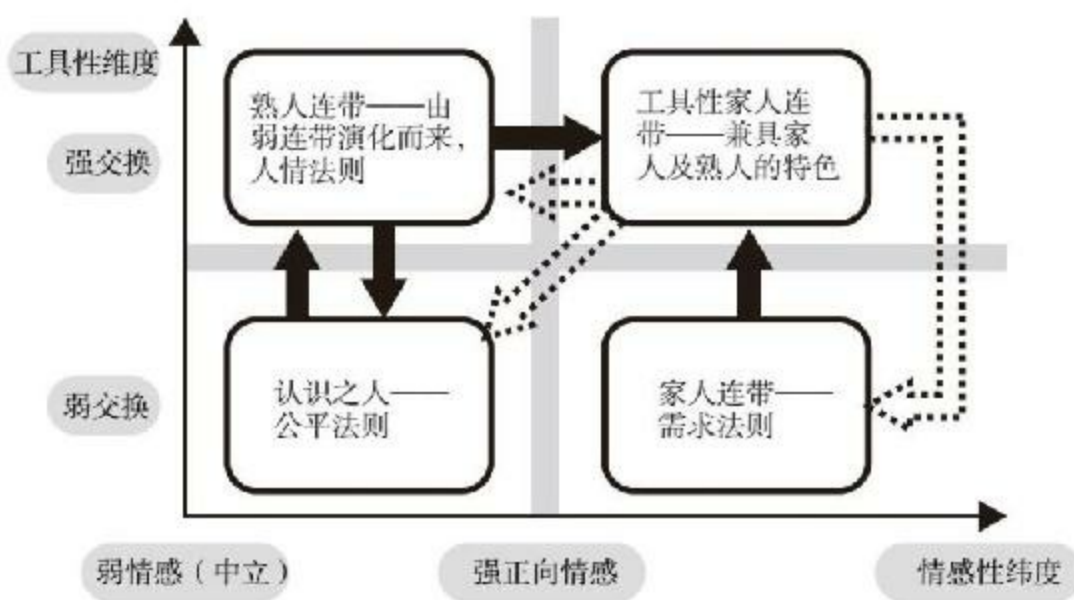 工具性维度
强交换
弱交换
熟人连带——由
弱连带演化而来，
人情法则
工具性家人连
带——兼具家
人及熟人的特色
认识之人——
公平法则
家人连带——
需求法则
弱情感（中立）
强正向情感
情感性纬度